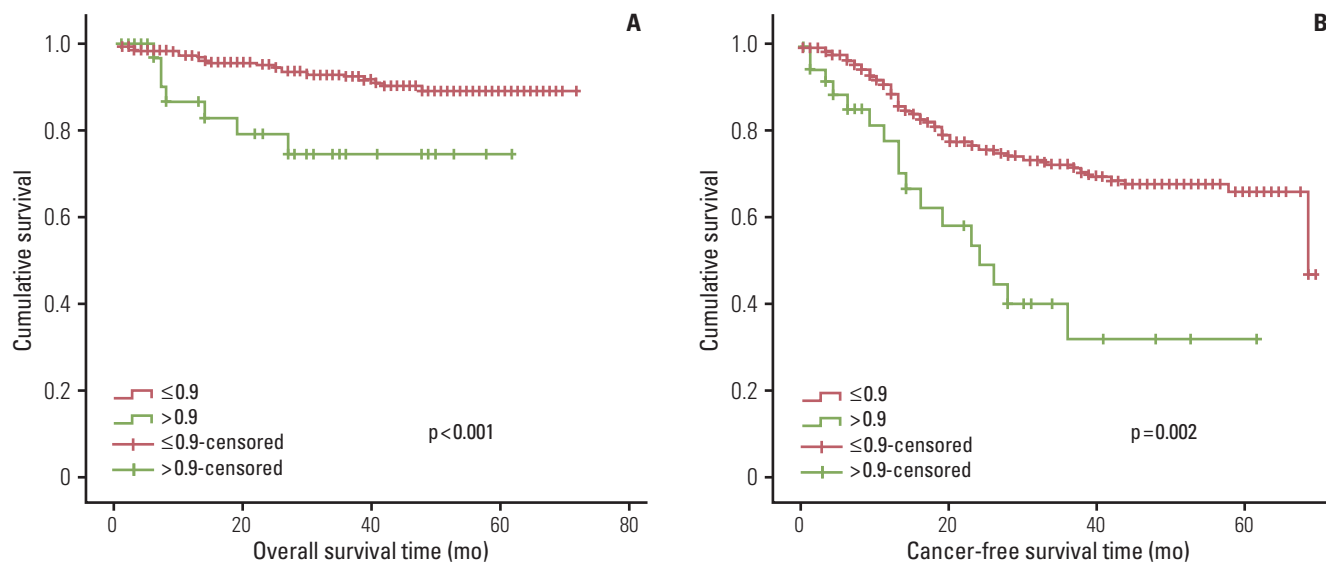 A
Cumulative survival
1.0
0.8
0.6
0.4
0.2
0
≤0.9
>0.9
≤0.9-censored
>0.9-censored
p<0.001
0 20 40 60 80
Overall survival time (mo)
B
Cumulative survival
1.0
0.8
0.6
0.4
0.2
0
≤0.9
>0.9
≤0.9-censored
>0.9-censored
p=0.002
0 20 40 60
Cancer-free survival time (mo)